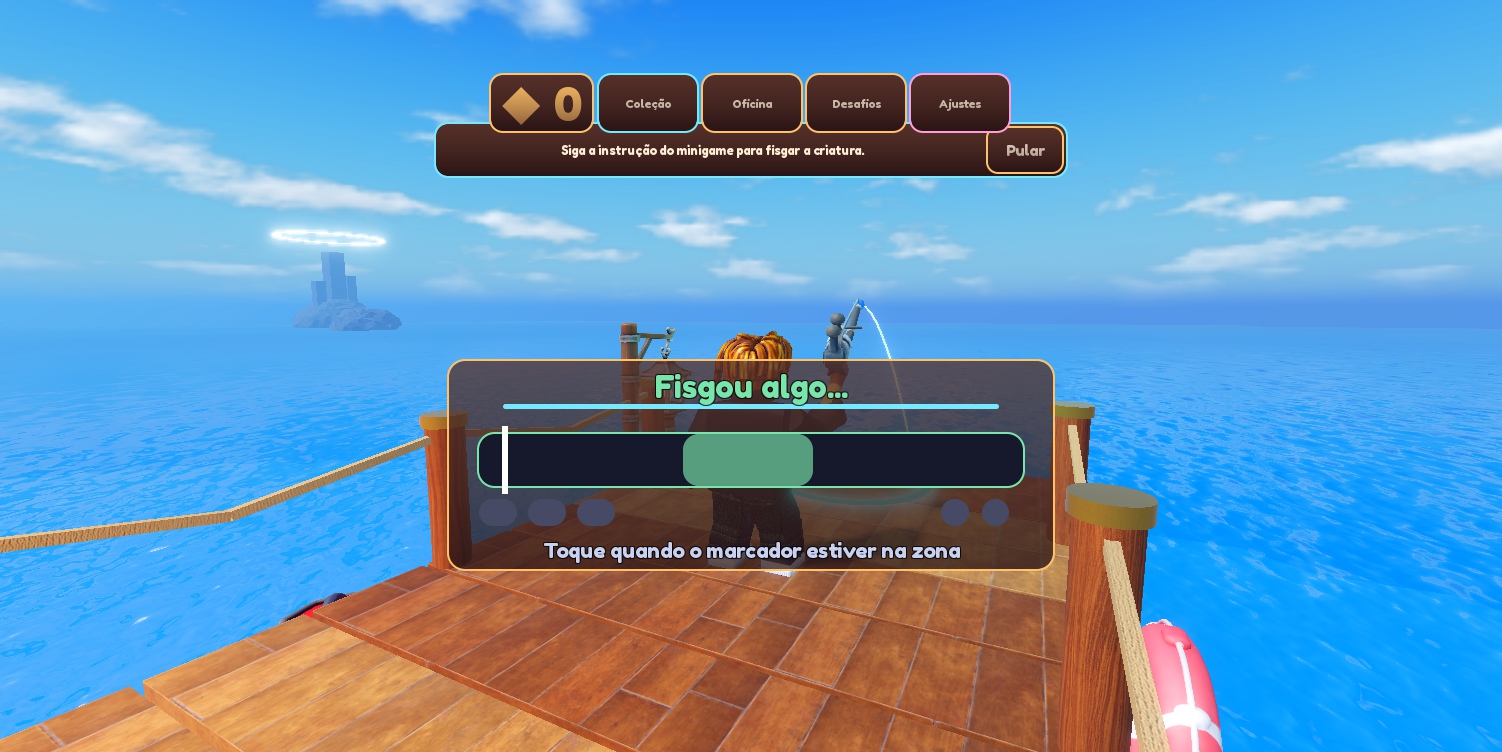 0
Coleção
Oficina
Desafios
Ajustes
Siga a instrução do minigame para fisgar a criatura.
Pular
Fisgou algo...
Toque quando o marcador estiver na zona